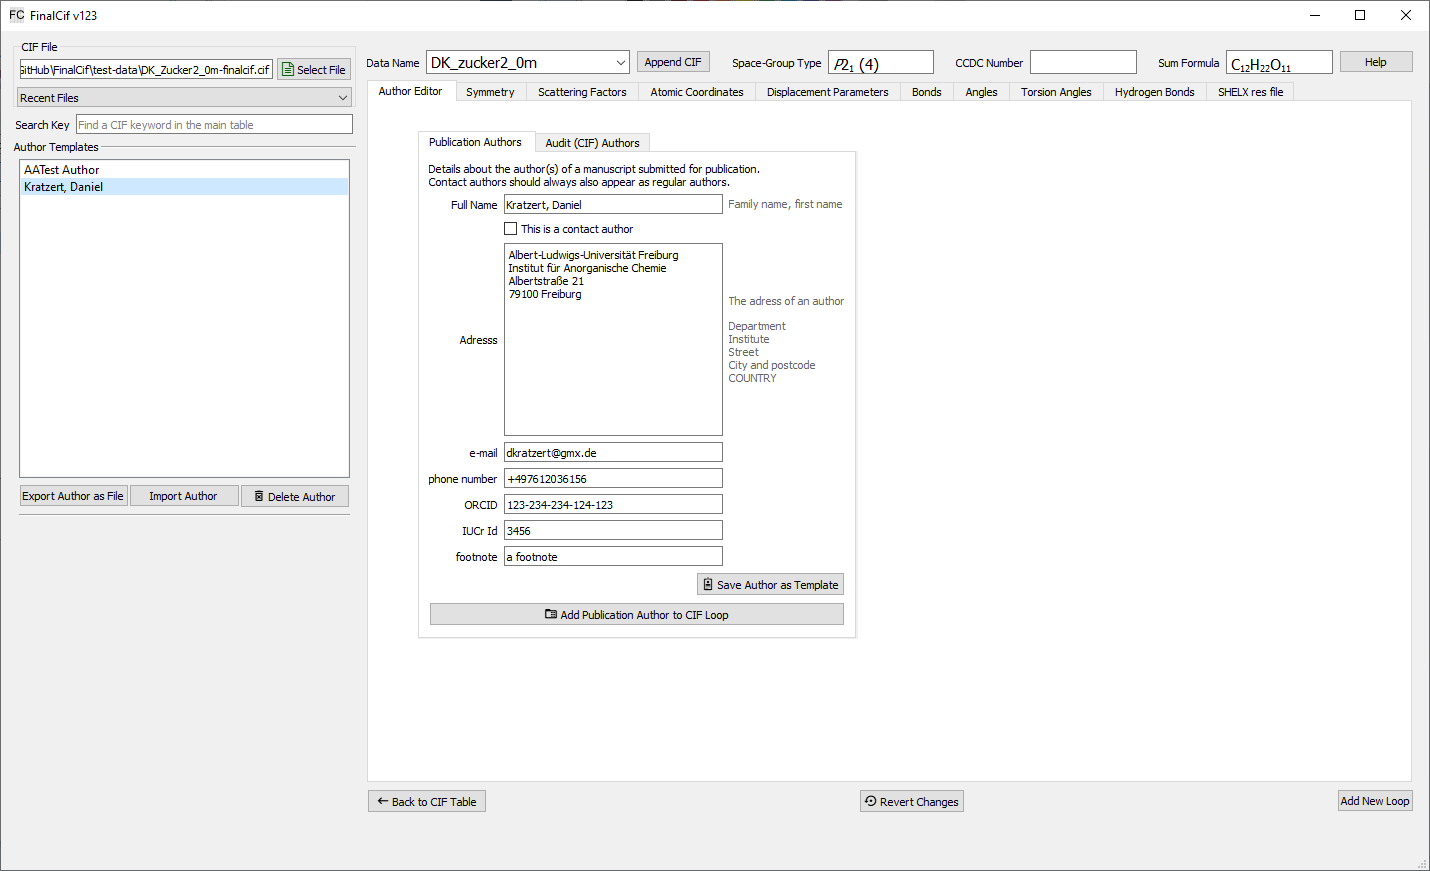 FC FinalCif v123
CIF File
GitHub\FinalCif\test-data\DK_Zucker2_0m-finalcif.cif
Select File
Recent Files
Search Key
Find a CIF keyword in the main table
Author Templates
AATest Author
Kratzert, Daniel
Export Author as File
Import Author
Delete Author
Data Name
DK_zucker2_0m
Append CIF
Space-Group Type
P2₁ (4)
CCDC Number
Sum Formula
C₁₂H₂₂O₁₁
Help
Author Editor
Symmetry
Scattering Factors
Atomic Coordinates
Displacement Parameters
Bonds
Angles
Torsion Angles
Hydrogen Bonds
SHELX res file
Publication Authors
Audit (CIF) Authors
Details about the author(s) of a manuscript submitted for publication.
Contact authors should always also appear as regular authors.
Full Name
Kratzert, Daniel
Family name, first name
This is a contact author
Adresss
Albert-Ludwigs-Universität Freiburg
Institut für Anorganische Chemie
Albertstraße 21
79100 Freiburg
The adress of an author
Department
Institute
Street
City and postcode
COUNTRY
e-mail
dkratzert@gmx.de
phone number
+497612036156
ORCID
123-234-234-124-123
IUCr Id
3456
footnote
a footnote
Save Author as Template
Add Publication Author to CIF Loop
Back to CIF Table
Revert Changes
Add New Loop